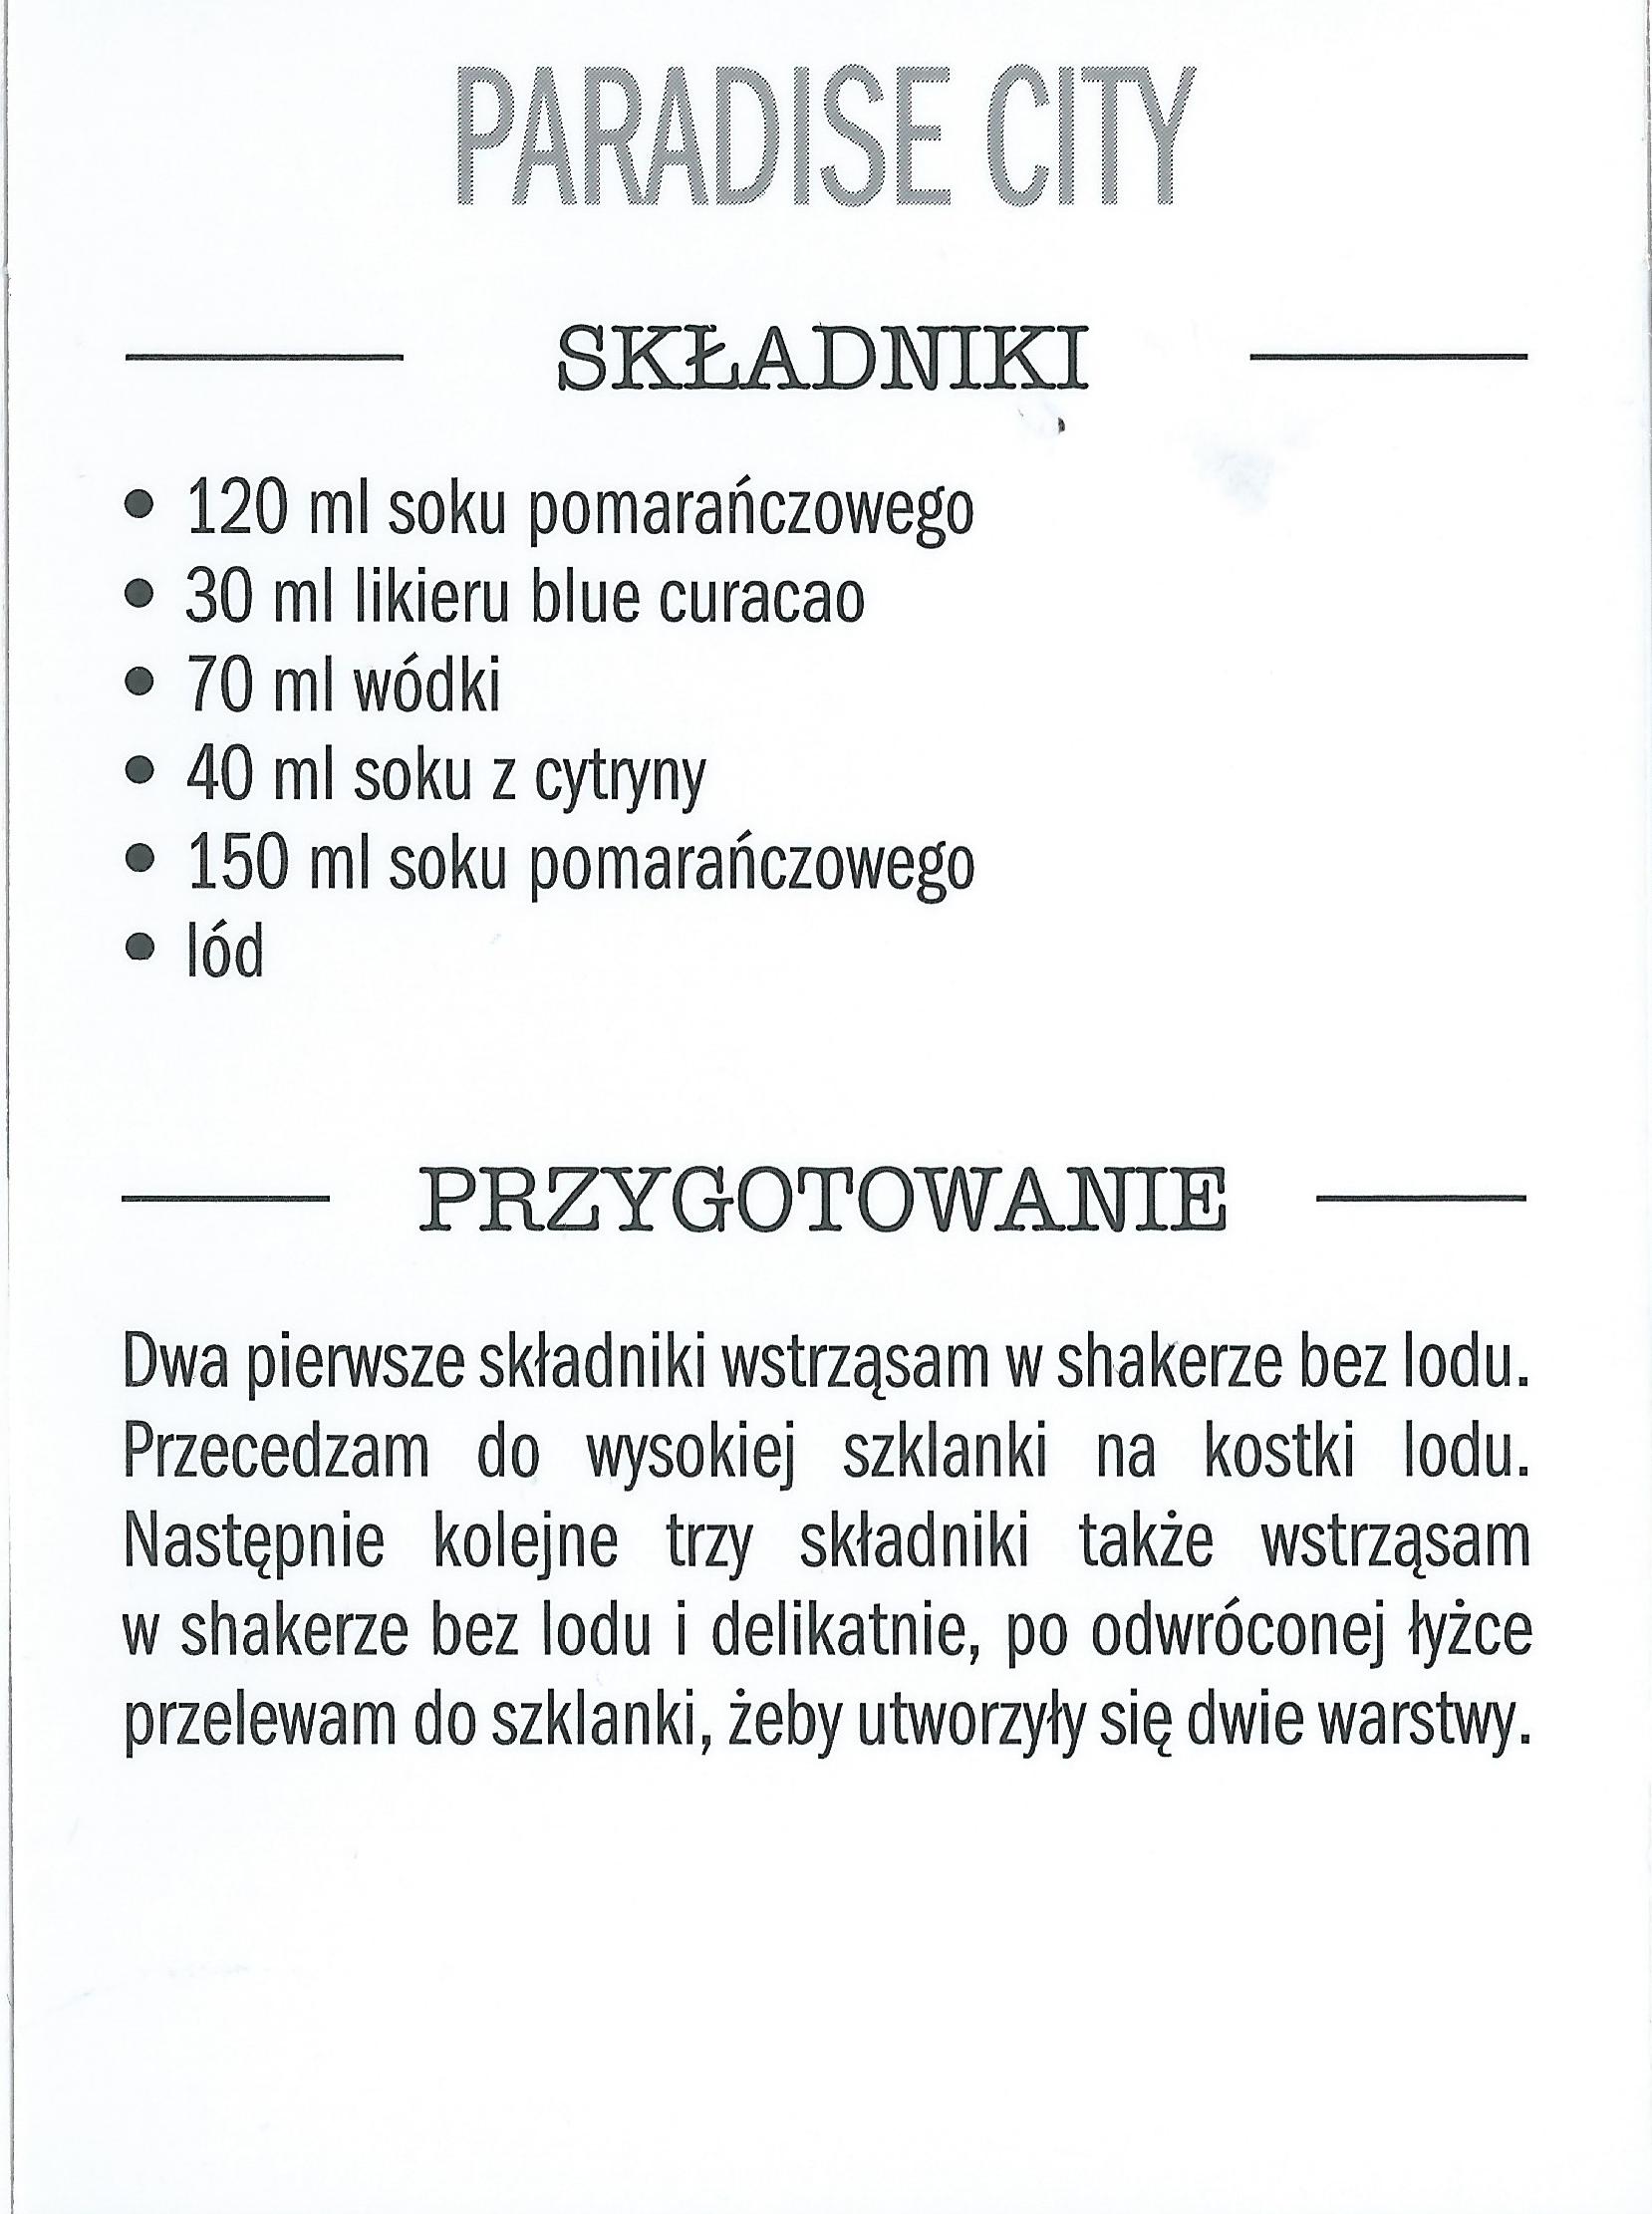 PARADISE CITY
SKŁADNIKI
• 120 ml soku pomarańczowego
• 30 ml likieru blue curacao
• 70 ml wódki
• 40 ml soku z cytryny
• 150 ml soku pomarańczowego
• lód
PRZYGOTOWANIE
Dwa pierwsze składniki wstrząsam w shakerze bez lodu.
Przecedzam do wysokiej szklanki na kostki lodu.
Następnie kolejne trzy składniki także wstrząsam
w shakerze bez lodu i delikatnie, po odwróconej łyżce
przelewam do szklanki, żeby utworzyły się dwie warstwy.